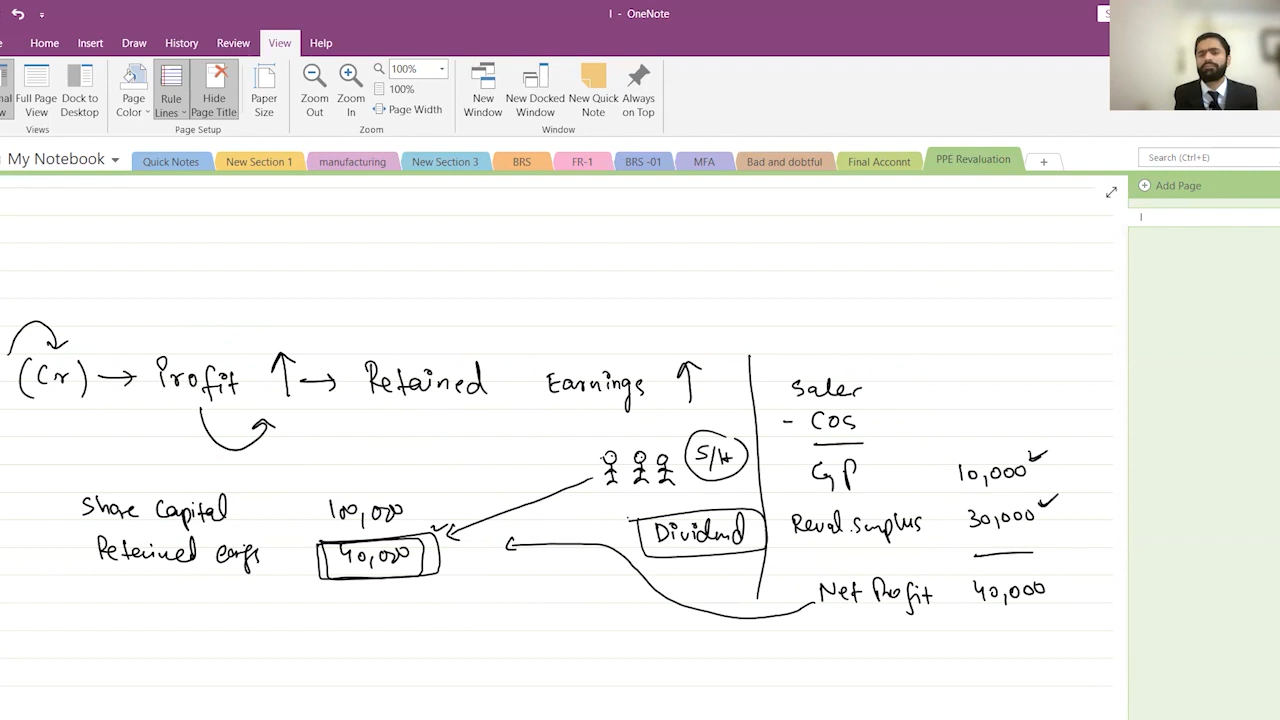 I - OneNote
Home Insert Draw History Review View Help
Full Page View
Dock to Desktop
Views
Page Color
Rule Lines
Hide Page Title
Paper Size
Page Setup
Zoom Out
Zoom In
100%
100%
Page Width
Zoom
New Window
New Docked Window
New Quick Note
Always on Top
Window
My Notebook
Quick Notes New Section 1 manufacturing New Section 3 BRS FR-1 BRS -01 MFA Bad and doubtful Final Acconnt PPE Revaluation +
Search (Ctrl+E)
Add Page
I
(Cr) → Profit ↑ → Retained Earnings ↑
Sales
- COS
GP 10,000
S/H
Share Capital 100,000
Reval. surplus 30,000
Dividend
Retained earngs 40,000
Net Profit 40,000